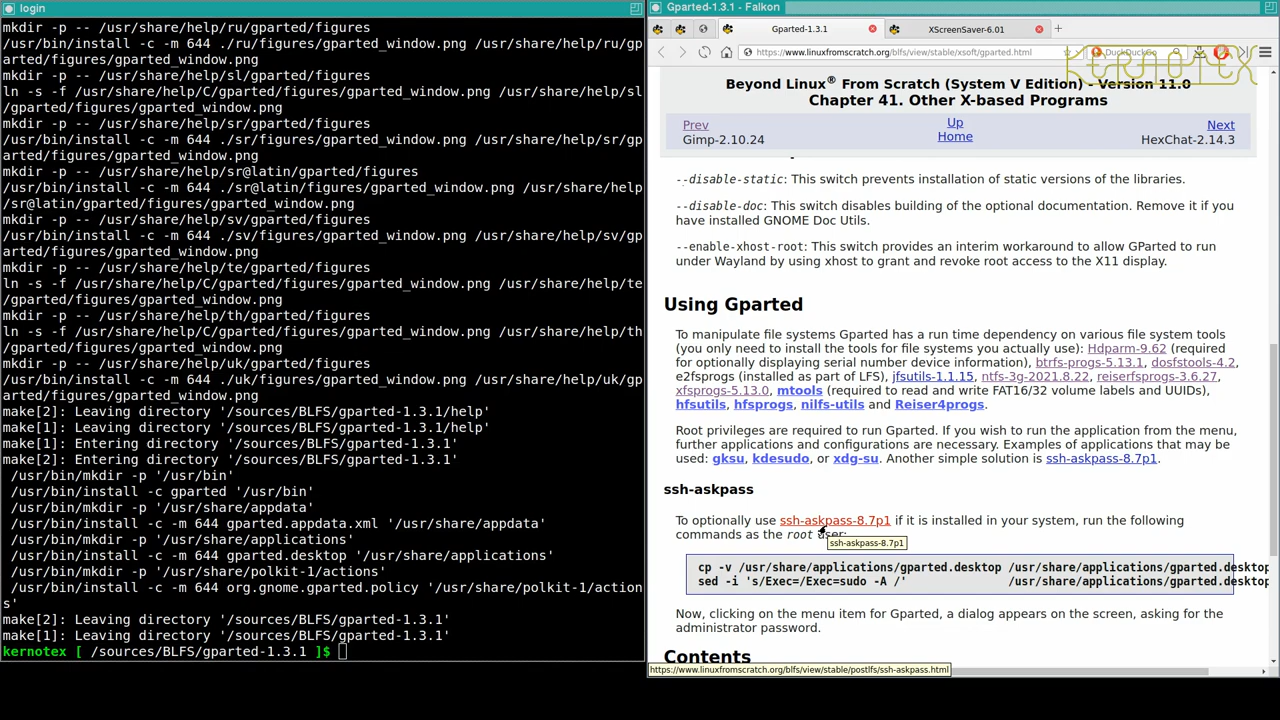 login
mkdir -p -- /usr/share/help/ru/gparted/figures
/usr/bin/install -c -m 644 ./ru/figures/gparted_window.png /usr/share/help/ru/gp
arted/figures/gparted_window.png
mkdir -p -- /usr/share/help/sl/gparted/figures
ln -s -f /usr/share/help/C/gparted/figures/gparted_window.png /usr/share/help/sl
/gparted/figures/gparted_window.png
mkdir -p -- /usr/share/help/sr/gparted/figures
/usr/bin/install -c -m 644 ./sr/figures/gparted_window.png /usr/share/help/sr/gp
arted/figures/gparted_window.png
mkdir -p -- /usr/share/help/sr@latin/gparted/figures
/usr/bin/install -c -m 644 ./sr@latin/figures/gparted_window.png /usr/share/help
/sr@latin/gparted/figures/gparted_window.png
mkdir -p -- /usr/share/help/sv/gparted/figures
/usr/bin/install -c -m 644 ./sv/figures/gparted_window.png /usr/share/help/sv/gp
arted/figures/gparted_window.png
mkdir -p -- /usr/share/help/te/gparted/figures
ln -s -f /usr/share/help/C/gparted/figures/gparted_window.png /usr/share/help/te
/gparted/figures/gparted_window.png
mkdir -p -- /usr/share/help/th/gparted/figures
ln -s -f /usr/share/help/C/gparted/figures/gparted_window.png /usr/share/help/th
/gparted/figures/gparted_window.png
mkdir -p -- /usr/share/help/uk/gparted/figures
/usr/bin/install -c -m 644 ./uk/figures/gparted_window.png /usr/share/help/uk/gp
arted/figures/gparted_window.png
make[2]: Leaving directory '/sources/BLFS/gparted-1.3.1/help'
make[1]: Leaving directory '/sources/BLFS/gparted-1.3.1/help'
make[1]: Entering directory '/sources/BLFS/gparted-1.3.1'
make[2]: Entering directory '/sources/BLFS/gparted-1.3.1'
/usr/bin/mkdir -p '/usr/bin'
/usr/bin/install -c gparted '/usr/bin'
/usr/bin/mkdir -p '/usr/share/appdata'
/usr/bin/install -c -m 644 gparted.appdata.xml '/usr/share/appdata'
/usr/bin/mkdir -p '/usr/share/applications'
/usr/bin/install -c -m 644 gparted.desktop '/usr/share/applications'
/usr/bin/mkdir -p '/usr/share/polkit-1/actions'
/usr/bin/install -c -m 644 org.gnome.gparted.policy '/usr/share/polkit-1/action
s'
make[2]: Leaving directory '/sources/BLFS/gparted-1.3.1'
make[1]: Leaving directory '/sources/BLFS/gparted-1.3.1'
kernotex [ /sources/BLFS/gparted-1.3.1 ]$
Gparted-1.3.1 - Falkon
Gparted-1.3.1
XScreenSaver-6.01
https://www.linuxfromscratch.org/blfs/view/stable/xsoft/gparted.html
DuckDuckGo
KERNOTEX
Beyond Linux® From Scratch (System V Edition) - Version 11.0
Chapter 41. Other X-based Programs
Prev
Up
Next
Gimp-2.10.24
Home
HexChat-2.14.3
--disable-static: This switch prevents installation of static versions of the libraries.
--disable-doc: This switch disables building of the optional documentation. Remove it if you
have installed GNOME Doc Utils.
--enable-xhost-root: This switch provides an interim workaround to allow GParted to run
under Wayland by using xhost to grant and revoke root access to the X11 display.
Using Gparted
To manipulate file systems Gparted has a run time dependency on various file system tools
(you only need to install the tools for file systems you actually use): Hdparm-9.62 (required
for optionally displaying serial number device information), btrfs-progs-5.13.1, dosfstools-4.2,
e2fsprogs (installed as part of LFS), jfsutils-1.1.15, ntfs-3g-2021.8.22, reiserfsprogs-3.6.27,
xfsprogs-5.13.0, mtools (required to read and write FAT16/32 volume labels and UUIDs),
hfsutils, hfsprogs, nilfs-utils and Reiser4progs.
Root privileges are required to run Gparted. If you wish to run the application from the menu,
further applications and configurations are necessary. Examples of applications that may be
used: gksu, kdesudo, or xdg-su. Another simple solution is ssh-askpass-8.7p1.
ssh-askpass
To optionally use ssh-askpass-8.7p1 if it is installed in your system, run the following
commands as the root user:
ssh-askpass-8.7p1
cp -v /usr/share/applications/gparted.desktop /usr/share/applications/gparted.desktop
sed -i 's/Exec=/Exec=sudo -A /' /usr/share/applications/gparted.desktop
Now, clicking on the menu item for Gparted, a dialog appears on the screen, asking for the
administrator password.
Contents
https://www.linuxfromscratch.org/blfs/view/stable/postlfs/ssh-askpass.html